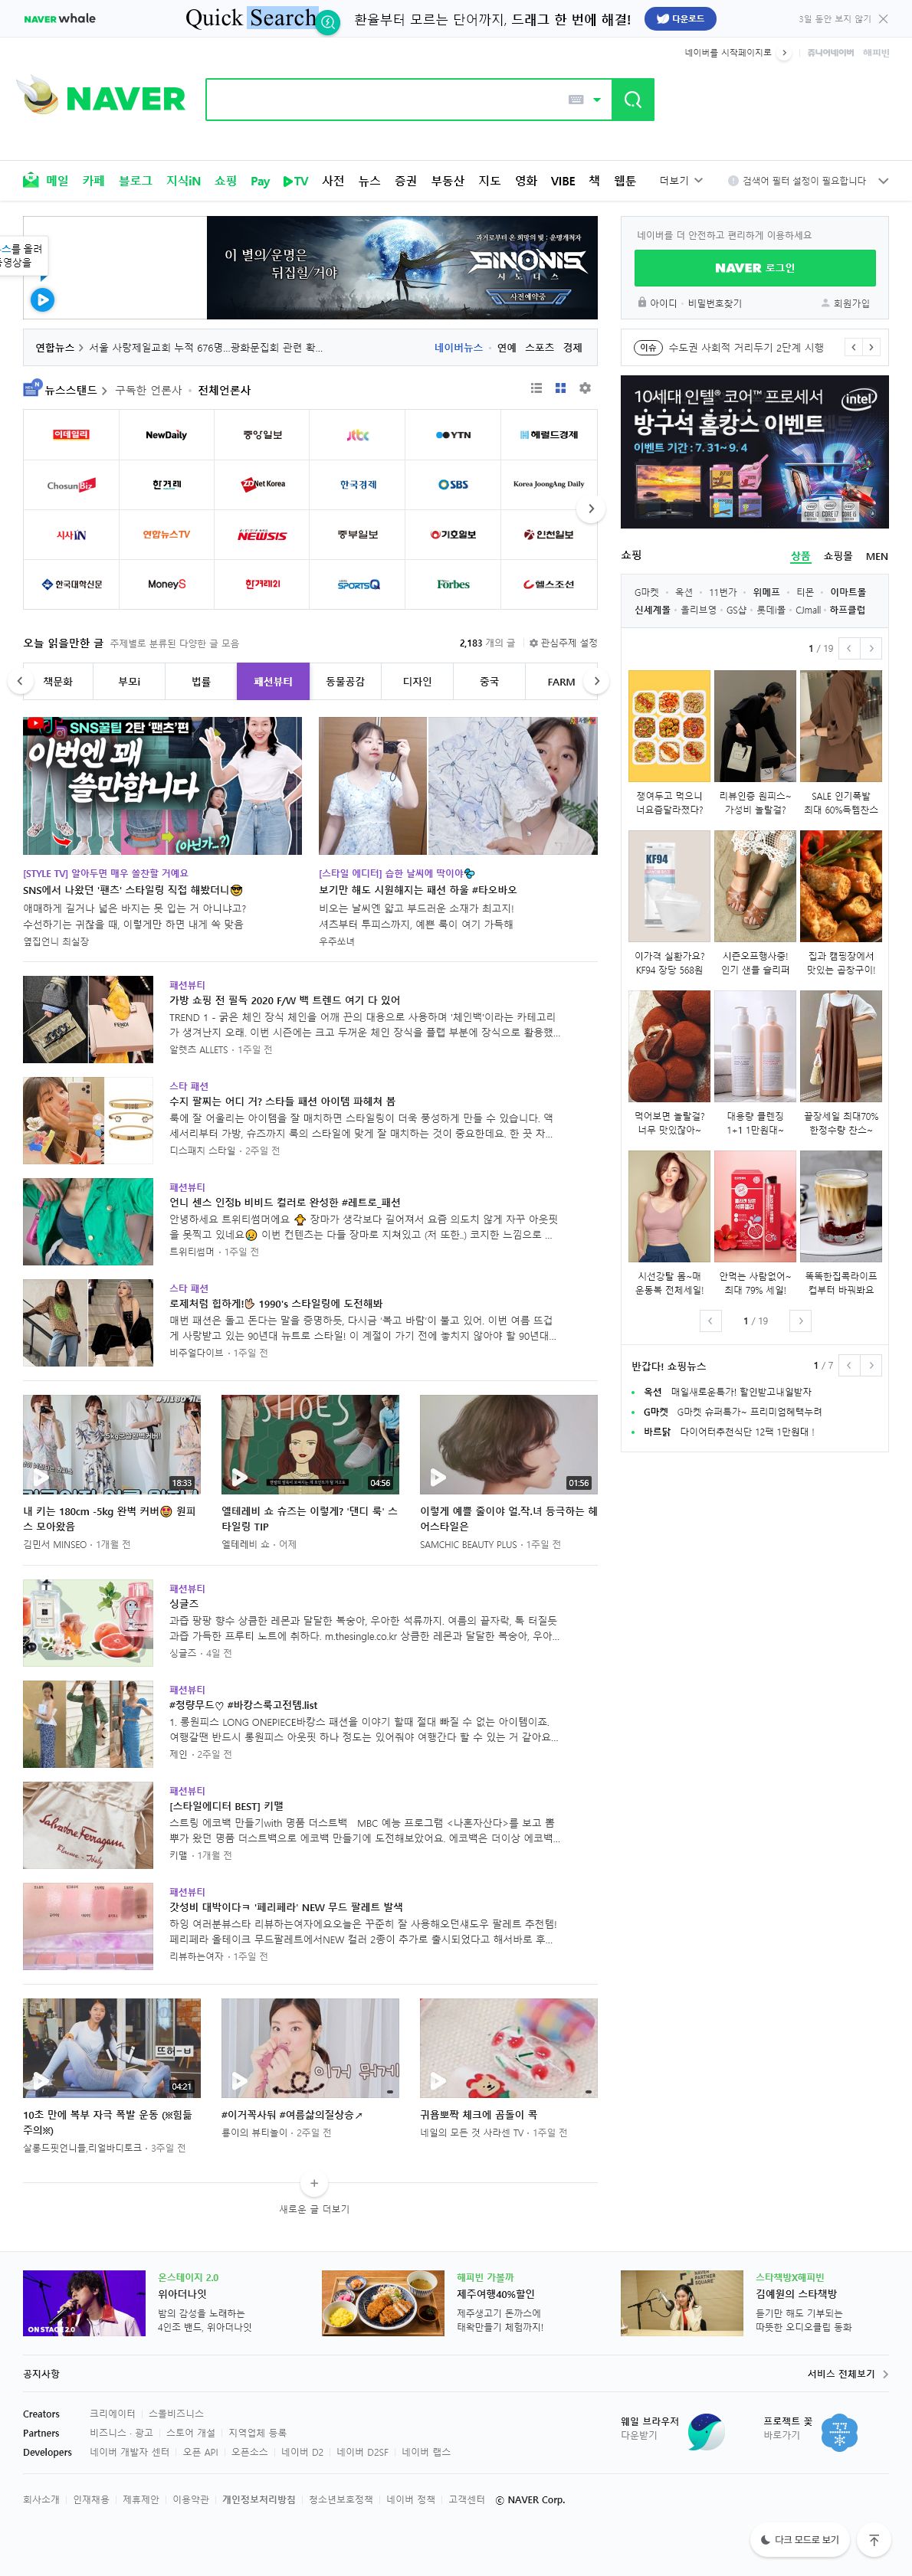 NAVER whale
Quick Search
환율부터 모르는 단어까지, 드래그 한 번에 해결!
다운로드
3일 동안 보지 않기
네이버를 시작페이지로
쥬니어네이버 해피빈
NAVER
메일 카페 블로그 지식iN 쇼핑 Pay TV 사전 뉴스 증권 부동산 지도 영화 VIBE 책 웹툰 더보기
검색어 필터 설정이 필요합니다
스를 올려
동영상을
이 별의 운명은
뒤집힐거야
과거로부터 온 희망의 빛 : 운명개척자
SINONIS
시노니스
사전예약중
네이버를 더 안전하고 편리하게 이용하세요
NAVER 로그인
아이디 · 비밀번호찾기 회원가입
연합뉴스 서울 사랑제일교회 누적 676명...광화문집회 관련 확...
네이버뉴스 · 연예 스포츠 경제
이슈 수도권 사회적 거리두기 2단계 시행
뉴스스탠드 구독한 언론사 · 전체언론사
이데일리 NewDaily 중앙일보 jtbc YTN 헤럴드경제
ChosunBiz 한겨레 ZDNet Korea 한국경제 SBS Korea JoongAng Daily
시사IN 연합뉴스TV NEWSIS 중부일보 기호일보 인천일보
한국대학신문 MoneyS 한겨레21 SPORTSQ Forbes 헬스조선
10세대 인텔® 코어™ 프로세서
방구석 홈캉스 이벤트
이벤트 기간 : 7. 31~ 9. 4
intel
쇼핑 상품 쇼핑몰 MEN
G마켓 · 옥션 · 11번가 · 위메프 · 티몬 · 이마트몰
신세계몰 · 올리브영 · GS샵 · 롯데i몰 · CJmall · 하프클럽
1 / 19
쟁여두고 먹으니
너요즘달라졌다?
리뷰인증 원피스~
가성비 놀랄걸?
SALE 인기폭발
최대 60%득템찬스
KF94
이가격 실환가요?
KF94 장당 568원
시즌오프행사중!
인기 샌들 슬리퍼
집과 캠핑장에서
맛있는 곱창구이!
먹어보면 놀랄걸?
너무 맛있잖아~
대용량 클렌징
1+1 1만원대~
끝장세일 최대70%
한정수량 찬스~
시선강탈 몸~매
운동복 전체세일!
안먹는 사람없어~
최대 79% 세일!
똑똑한집콕라이프
컵부터 바꿔봐요
1 / 19
반갑다! 쇼핑뉴스 1 / 7
옥션 매일새로운특가! 할인받고내일받자
G마켓 G마켓 슈퍼특가~ 프리미엄혜택누려
바르닭 다이어터추천식단 12팩 1만원대 !
오늘 읽을만한 글 주제별로 분류된 다양한 글 모음
2,183 개의 글 관심주제 설정
책문화 부모i 법률 패션뷰티 동물공감 디자인 중국 FARM
SNS꿀팁 2탄 '팬츠'편
이번엔 꽤
쓸만합니다
(아닌가..?)
[STYLE TV] 알아두면 매우 쏠찬할 거예요
SNS에서 나왔던 '팬츠' 스타일링 직접 해봤더니😎
애매하게 길거나 넓은 바지는 못 입는 거 아니냐고?
수선하기는 귀찮을 때, 이렇게만 하면 내게 싹 맞음
옆집언니 최실장
[스타일 에디터] 습한 날씨에 딱이야
보기만 해도 시원해지는 패션 하울 #타오바오
비오는 날씨엔 얇고 부드러운 소재가 최고지!
셔츠부터 투피스까지, 예쁜 룩이 여기 가득해
우주쏘녀
패션뷰티
가방 쇼핑 전 필독 2020 F/W 백 트렌드 여기 다 있어
TREND 1 - 굵은 체인 장식 체인을 어깨 끈의 대용으로 사용하며 '체인백'이라는 카테고리
가 생겨난지 오래. 이번 시즌에는 크고 두꺼운 체인 장식을 플랩 부분에 장식으로 활용했...
알렛츠 ALLETS · 1주일 전
스타 패션
수지 팔찌는 어디 거? 스타들 패션 아이템 파헤쳐 봄
룩에 잘 어울리는 아이템을 잘 매치하면 스타일링이 더욱 풍성하게 만들 수 있습니다. 액
세서리부터 가방, 슈즈까지 룩의 스타일에 맞게 잘 매치하는 것이 중요한데요. 한 끗 차...
디스패치 스타일 · 2주일 전
패션뷰티
언니 센스 인정b 비비드 컬러로 완성한 #레트로_패션
안녕하세요 트위티썸머에요 🐥 장마가 생각보다 길어져서 요즘 의도치 않게 자꾸 아웃핏
을 못찍고 있네요😥 이번 컨텐츠는 다들 장마로 지쳐있고 (저 또한..) 코지한 느낌으로 ...
트위티썸머 · 1주일 전
스타 패션
로제처럼 힙하게!🖐 1990's 스타일링에 도전해봐
매번 패션은 돌고 돈다는 말을 증명하듯, 다시금 '복고 바람'이 불고 있어. 이번 여름 뜨겁
게 사랑받고 있는 90년대 뉴트로 스타일! 이 계절이 가기 전에 놓치지 않아야 할 90년대...
비주얼다이브 · 1주일 전
18:33
SHOES
04:56
01:56
내 키는 180cm -5kg 완벽 커버🤩 원피
스 모아왔음
김민서 MINSEO · 1개월 전
엘테레비 쇼 슈즈는 이렇게? '댄디 룩' 스
타일링 TIP
엘테레비 쇼 · 어제
이렇게 예쁠 줄이야 얼.작.녀 등극하는 헤
어스타일은
SAMCHIC BEAUTY PLUS · 1주일 전
패션뷰티
싱글즈
과즙 팡팡 향수 상큼한 레몬과 달달한 복숭아, 우아한 석류까지. 여름의 끝자락, 톡 터질듯
과즙 가득한 프루티 노트에 취하다. m.thesingle.co.kr 상큼한 레몬과 달달한 복숭아, 우아...
싱글즈 · 4일 전
패션뷰티
#청량무드♡ #바캉스룩고전템.list
1. 롱원피스 LONG ONEPIECE바캉스 패션을 이야기 할때 절대 빠질 수 없는 아이템이죠.
여행갈땐 반드시 롱원피스 아웃핏 하나 정도는 있어줘야 여행간다 할 수 있는 거 같아요...
제인 · 2주일 전
패션뷰티
[스타일에디터 BEST] 키맬
스트링 에코백 만들기with 명품 더스트백 MBC 예능 프로그램 <나혼자산다>를 보고 뽐
뿌가 왔던 명품 더스트백으로 에코백 만들기에 도전해보았어요. 에코백은 더이상 에코백...
키맬 · 1개월 전
Salvatore Ferragamo
패션뷰티
갓성비 대박이다ㅋ '페리페라' NEW 무드 팔레트 발색
하잉 여러분뷰스타 리뷰하는여자에요오늘은 꾸준히 잘 사용해오던섀도우 팔레트 추천템!
페리페라 올테이크 무드팔레트에서NEW 컬러 2종이 추가로 출시되었다고 해서바로 후...
리뷰하는여자 · 1주일 전
뜨허-ㅂ
04:21
이거 뭐게
10초 만에 복부 자극 폭발 운동 (※힘듦
주의※)
살롱드핏언니들,리얼바디토크 · 3주일 전
#이거꼭사둬 #여름삶의질상승↗
륭이의 뷰티놀이 · 2주일 전
귀욤뽀짝 체크에 곰돌이 콕
네일의 모든 것 사라센 TV · 1주일 전
새로운 글 더보기
ON STAGE 2.0
온스테이지 2.0
위아더나잇
밤의 감성을 노래하는
4인조 밴드, 위아더나잇
해피빈 가볼까
제주여행40%할인
제주생고기 돈까스에
태왁만들기 체험까지!
스타책방X해피빈
김예원의 스타책방
듣기만 해도 기부되는
따뜻한 오디오클립 동화
공지사항 서비스 전체보기
Creators 크리에이터 스몰비즈니스
Partners 비즈니스 · 광고 스토어 개설 지역업체 등록
Developers 네이버 개발자 센터 오픈 API 오픈소스 네이버 D2 네이버 D2SF 네이버 랩스
웨일 브라우저
다운받기
프로젝트 꽃
바로가기
회사소개 인재채용 제휴제안 이용약관 개인정보처리방침 청소년보호정책 네이버 정책 고객센터 ⓒ NAVER Corp.
다크 모드로 보기